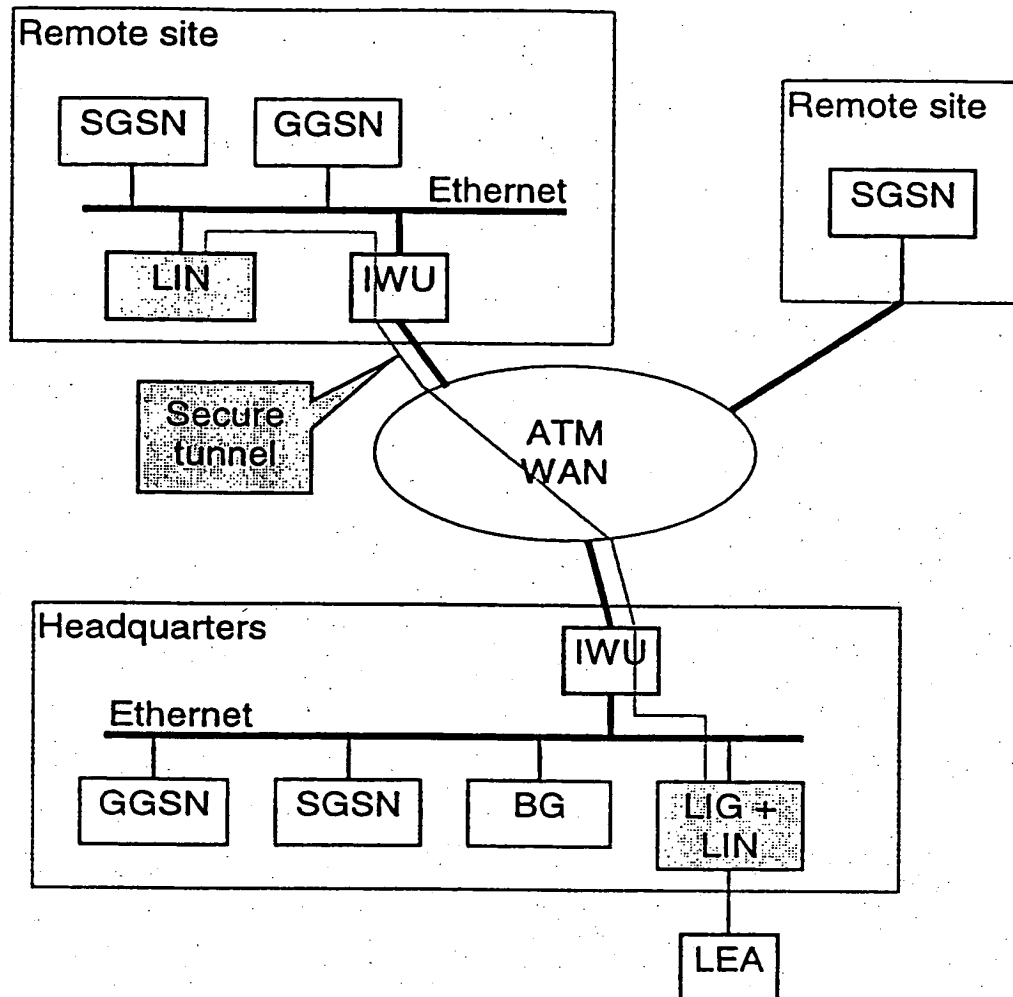 Remote site
SGSN
GGSN
Ethernet
LIN
IWU
Remote site
SGSN
Secure
tunnel
ATM
WAN
Headquarters
IWU
Ethernet
GGSN
SGSN
BG
LIG +
LIN
LEA